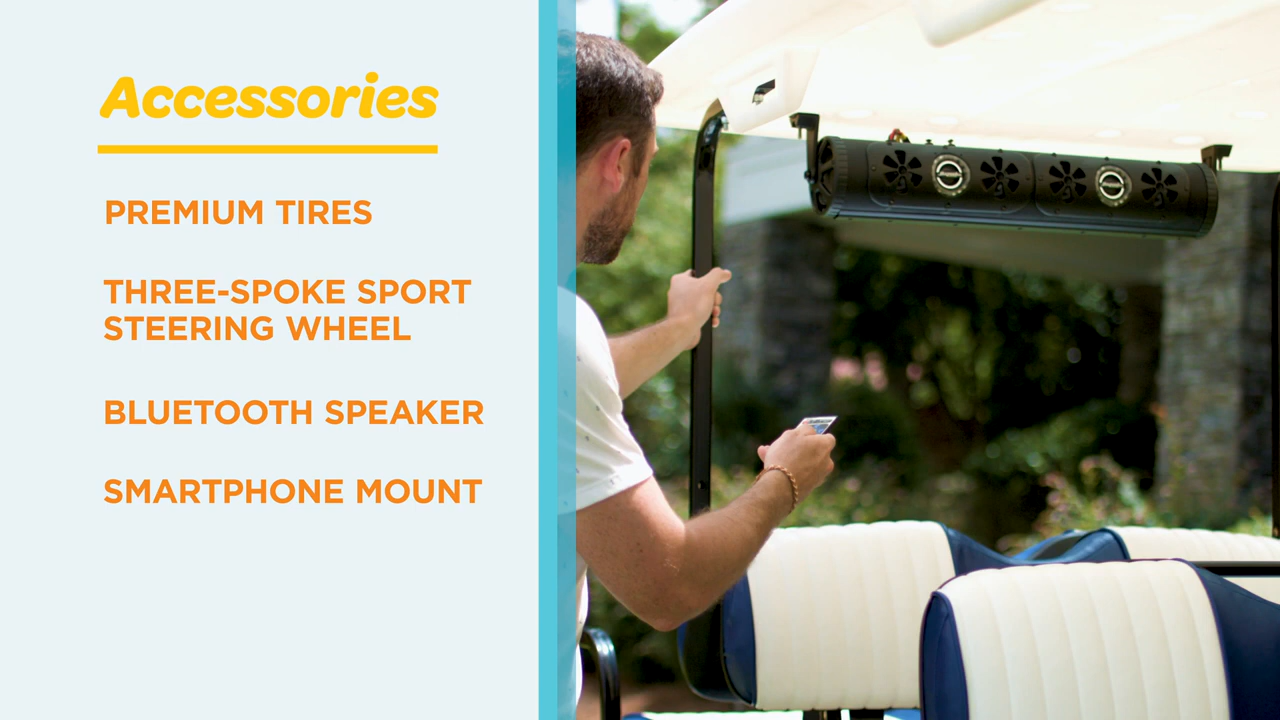 Accessories
PREMIUM TIRES
THREE-SPOKE SPORT
STEERING WHEEL
BLUETOOTH SPEAKER
SMARTPHONE MOUNT